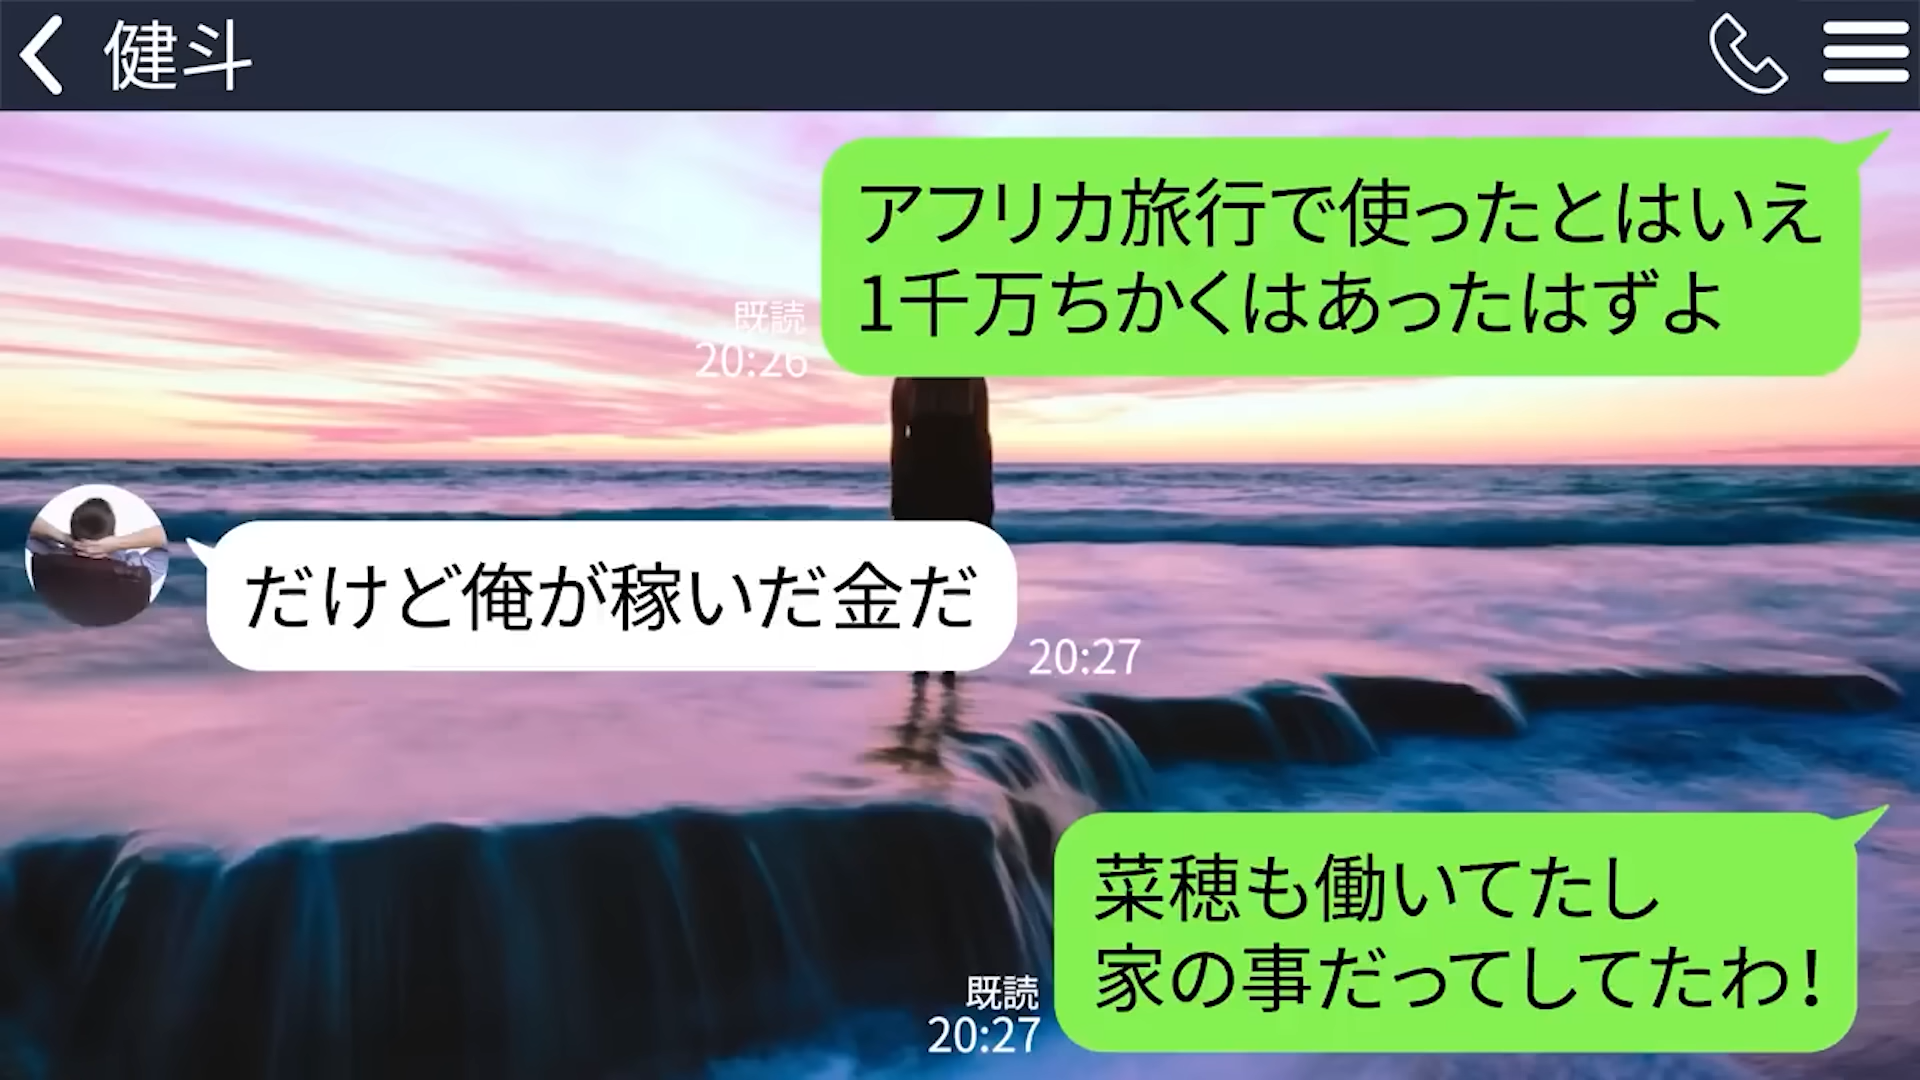 健斗
アフリカ旅行で使ったとはいえ
1千万ちかくはあったはずよ
既読
20:26
だけど俺が稼いだ金だ
20:27
菜穂も働いてたし
家の事だってしてたわ！
既読
20:27